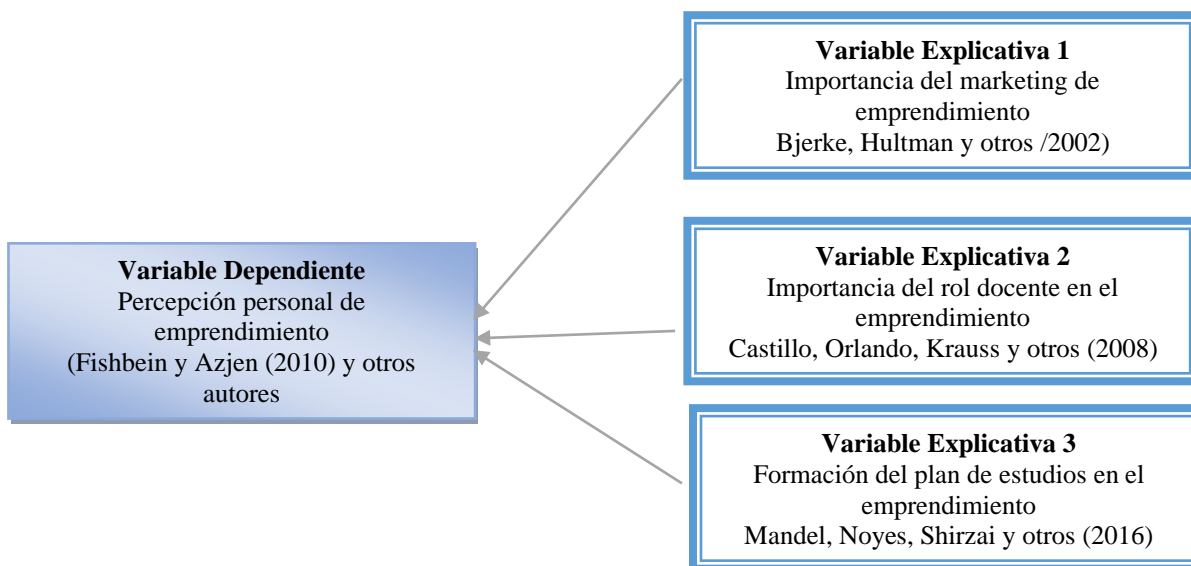 Variable Explicativa 1
Importancia del marketing de
emprendimiento
Bjerke, Hultman y otros /2002)
Variable Dependiente
Percepción personal de
emprendimiento
(Fishbein y Azjen (2010) y otros
autores
Variable Explicativa 2
Importancia del rol docente en el
emprendimiento
Castillo, Orlando, Krauss y otros (2008)
Variable Explicativa 3
Formación del plan de estudios en el
emprendimiento
Mandel, Noyes, Shirzai y otros (2016)